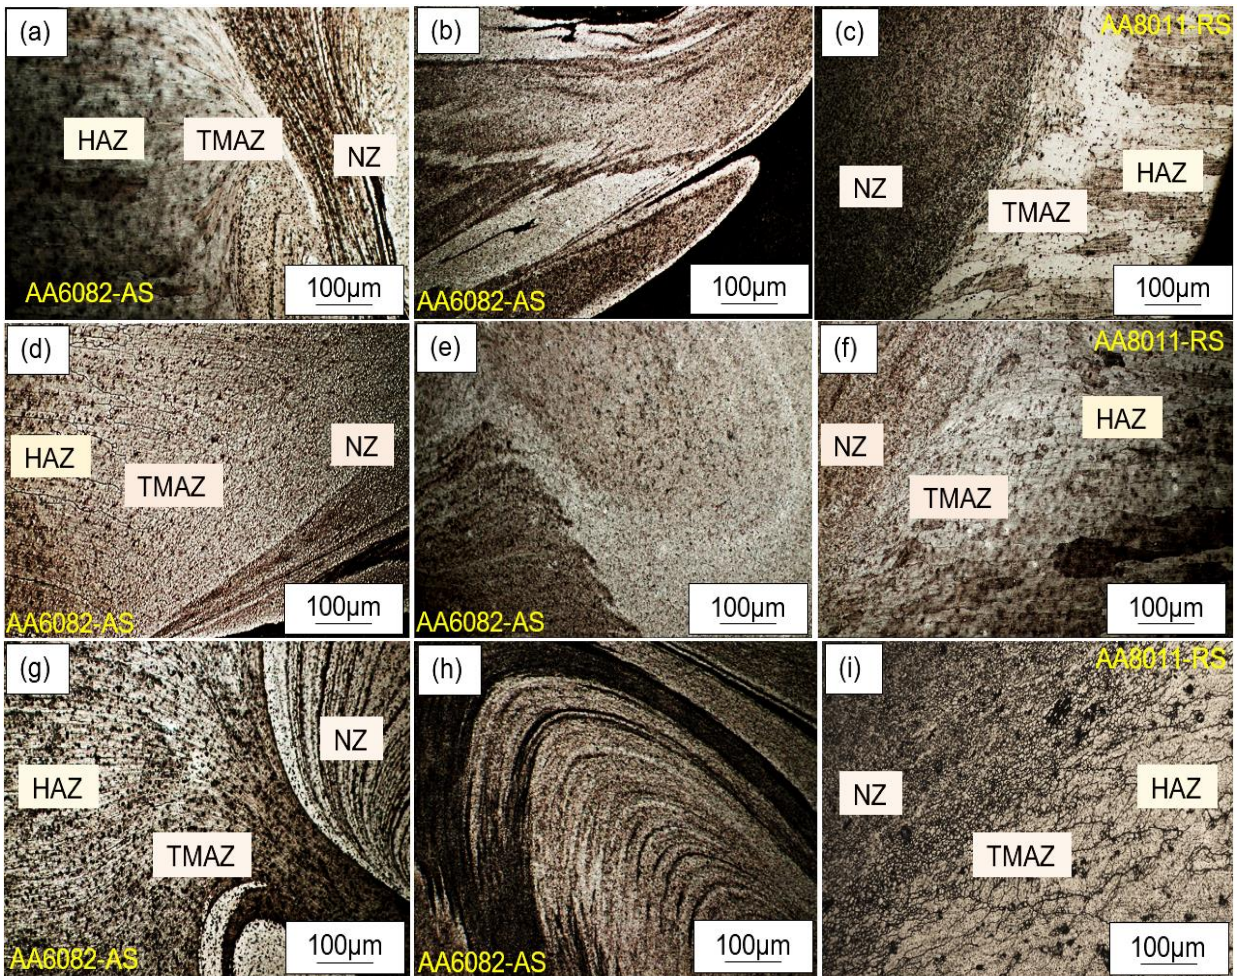 (a)
HAZ
TMAZ
NZ
AA6082-AS
100µm
(b)
AA6082-AS
100µm
(c)
AA8011-RS
NZ
TMAZ
HAZ
100µm
(d)
HAZ
TMAZ
NZ
AA6082-AS
100µm
(e)
AA6082-AS
100µm
(f)
AA8011-RS
HAZ
NZ
TMAZ
100µm
(g)
NZ
HAZ
TMAZ
AA6082-AS
100µm
(h)
AA6082-AS
100µm
(i)
AA8011-RS
NZ
HAZ
TMAZ
100µm